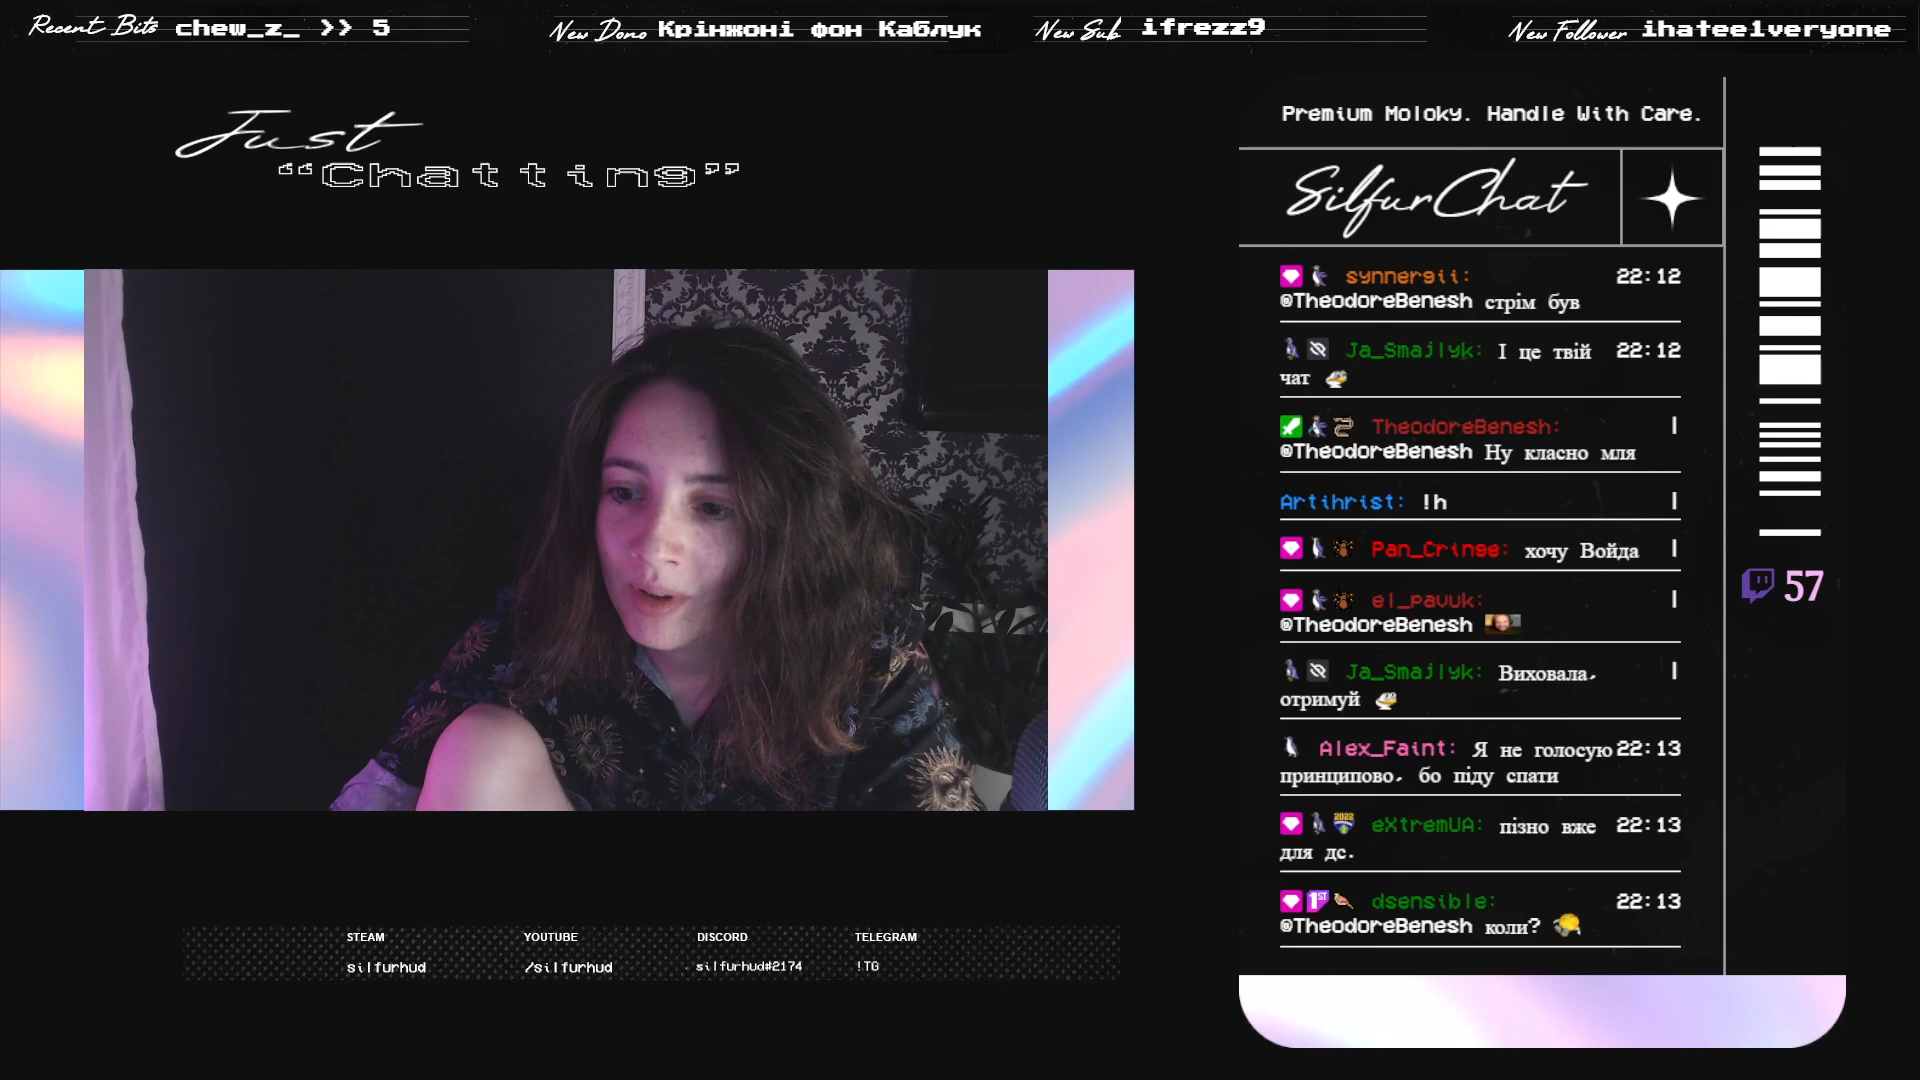 Recent Bits chew_z_ >> 5
New Dono Крінжоні фон Каблук
New Sub ifrezz9
New Follower ihatee1veryone
Just
“Chatting”
Premium Moloky. Handle With Care.
SilfurChat
synnergii: 22:12
@TheodoreBenesh стрім був
Ja_Smajlyk: І це твій 22:12
чат
TheodoreBenesh: |
@TheodoreBenesh Ну класно мля
Artihrist: !h |
Pan_Cringe: хочу Войда |
el_pavuk: |
@TheodoreBenesh
Ja_Smajlyk: Виховала, |
отримуй
Alex_Faint: Я не голосую 22:13
принципово, бо піду спати
2022
eXtremUA: пізно вже 22:13
для дс.
1ST
dsensible: 22:13
@TheodoreBenesh коли?
57
STEAM
silfurhud
YOUTUBE
/silfurhud
DISCORD
silfurhud#2174
TELEGRAM
!TG